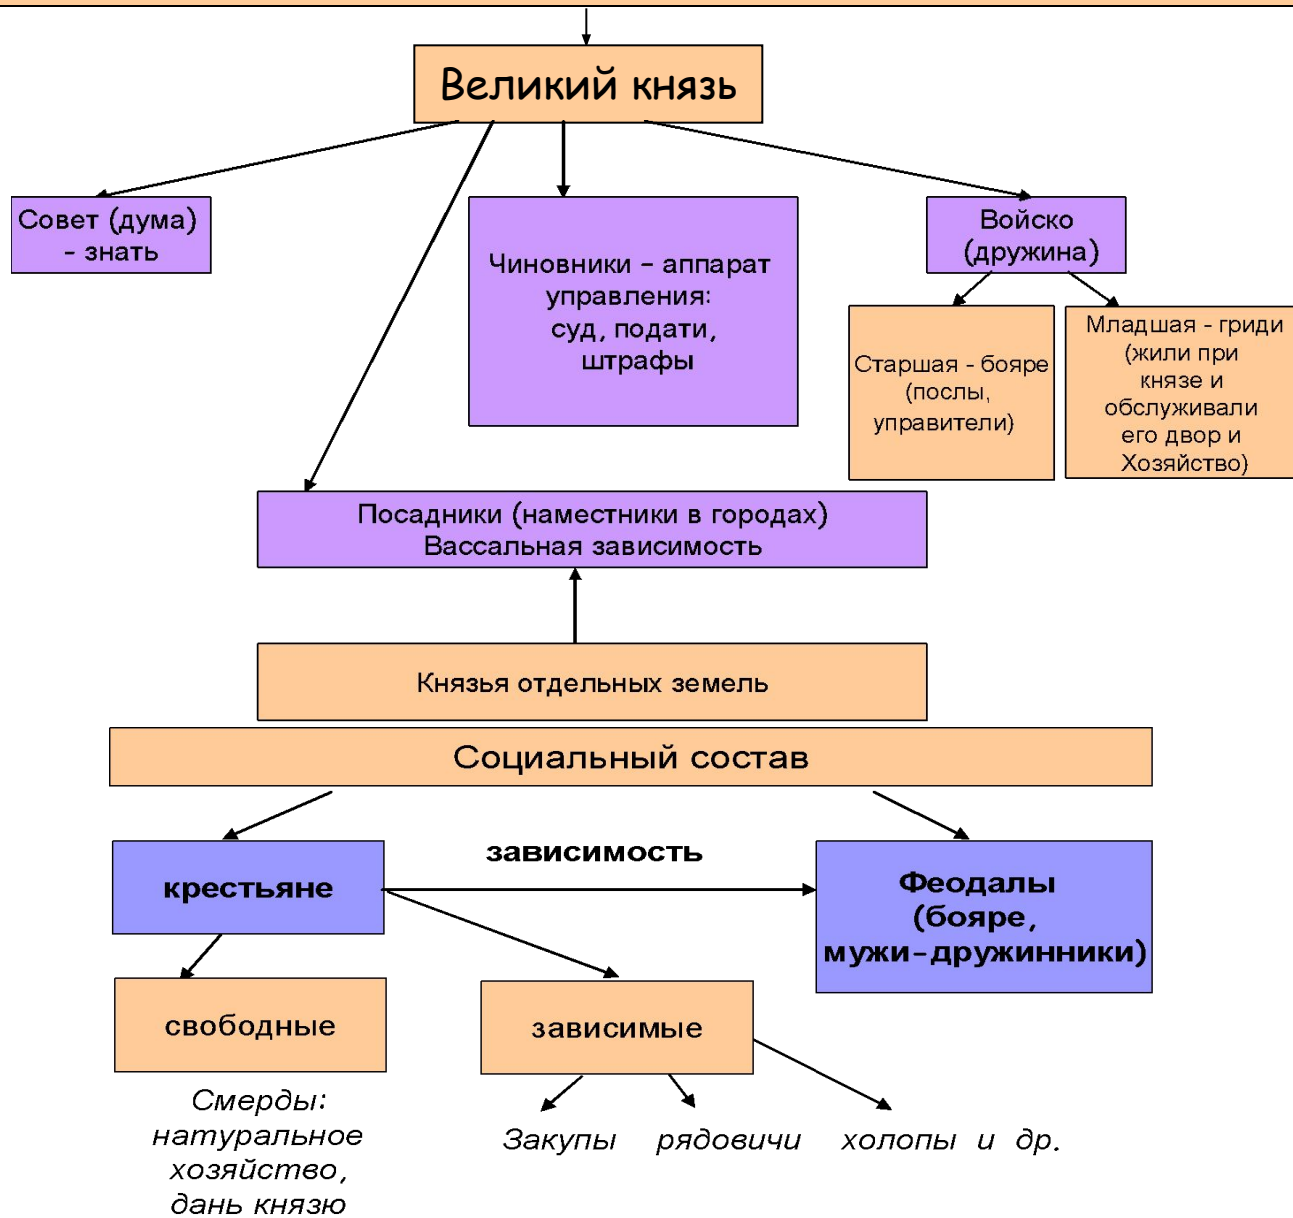 Великий князь
Совет (дума)
- знать
Чиновники – аппарат
управления:
суд, подати,
штрафы
Войско
(дружина)
Старшая - бояре
(послы,
управители)
Младшая - гриди
(жили при
князе и
обслуживали
его двор и
Хозяйство)
Посадники (наместники в городах)
Вассальная зависимость
Князья отдельных земель
Социальный состав
крестьяне
зависимость
Феодалы
(бояре,
мужи-дружинники)
свободные
зависимые
Смерды:
натуральное
хозяйство,
дань князю
Закупы рядовичи холопы и др.